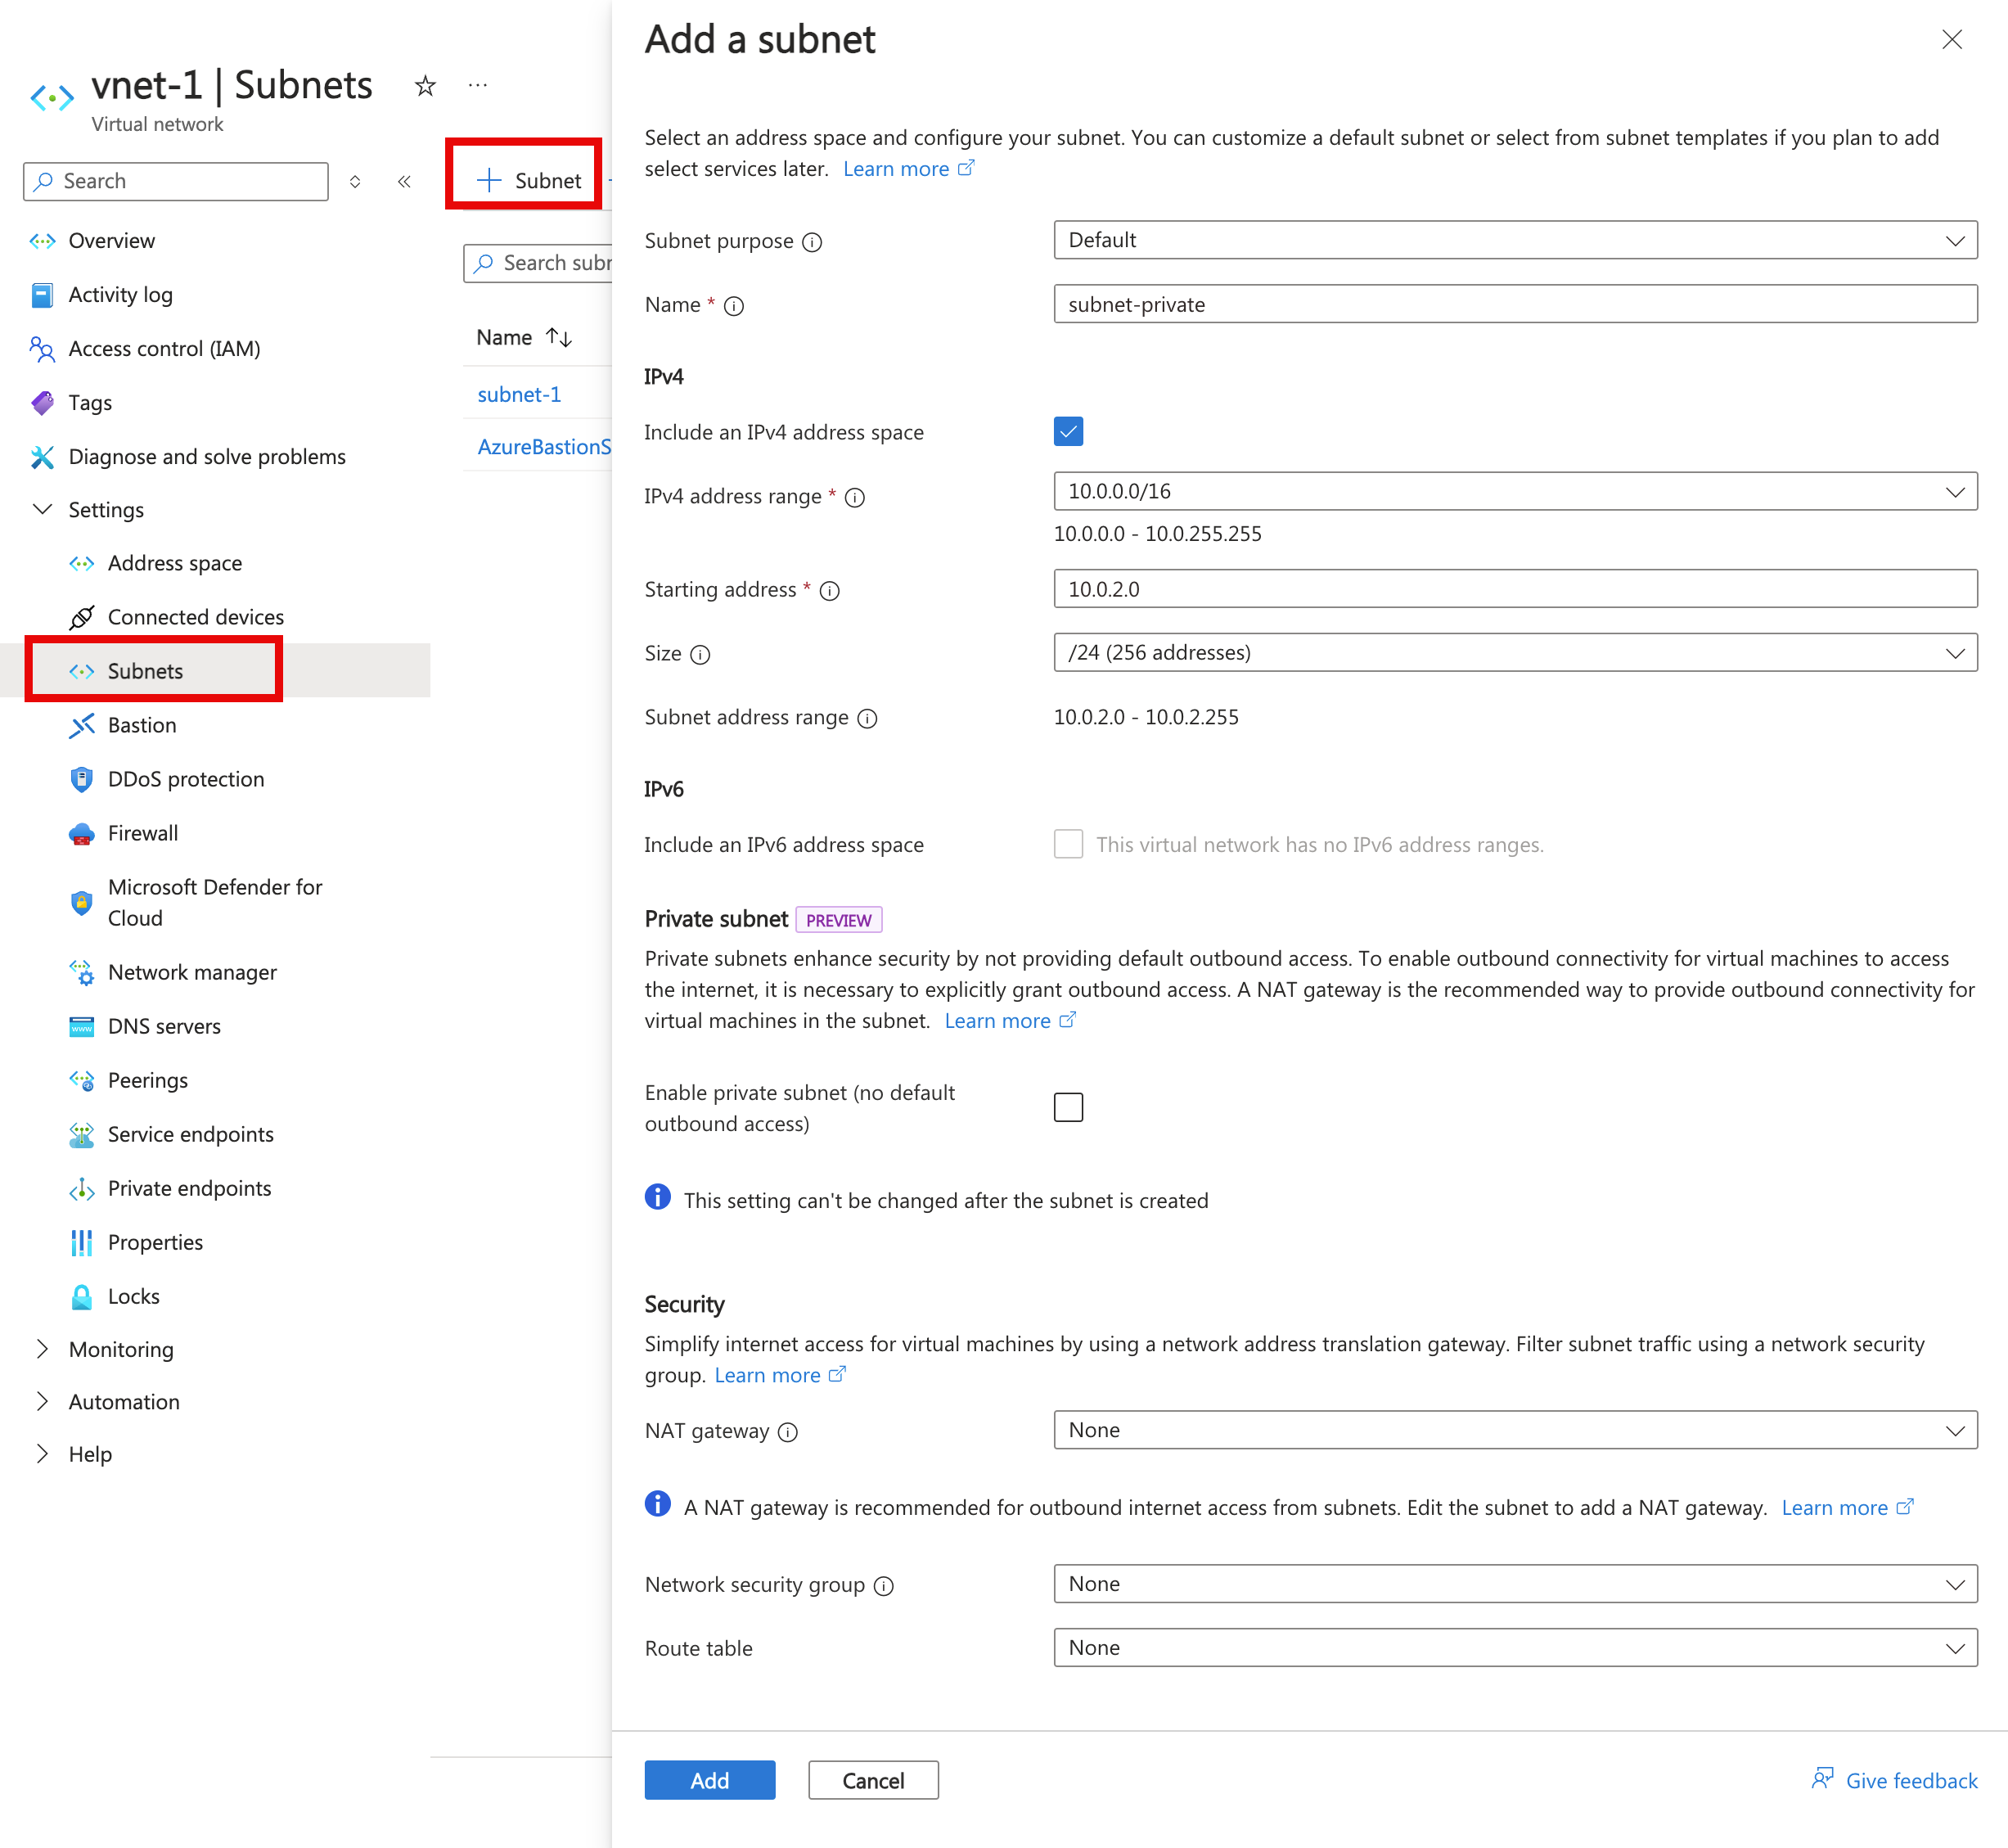 vnet-1 | Subnets
Virtual network
Search
Overview
Activity log
Access control (IAM)
Tags
Diagnose and solve problems
Settings
Address space
Connected devices
Subnets
Bastion
DDoS protection
Firewall
Microsoft Defender for
Cloud
Network manager
DNS servers
Peerings
Service endpoints
Private endpoints
Properties
Locks
Monitoring
Automation
Help
Subnet
Search
Name
subnet-1
AzureBastionS
Add a subnet
Select an address space and configure your subnet. You can customize a default subnet or select from subnet templates if you plan to add
select services later. Learn more
Subnet purpose Default
Name * subnet-private
IPv4
Include an IPv4 address space
IPv4 address range * 10.0.0.0/16
10.0.0.0 - 10.0.255.255
Starting address * 10.0.2.0
Size /24 (256 addresses)
Subnet address range 10.0.2.0 - 10.0.2.255
IPv6
Include an IPv6 address space This virtual network has no IPv6 address ranges.
Private subnet PREVIEW
Private subnets enhance security by not providing default outbound access. To enable outbound connectivity for virtual machines to access
the internet, it is necessary to explicitly grant outbound access. A NAT gateway is the recommended way to provide outbound connectivity for
virtual machines in the subnet. Learn more
Enable private subnet (no default
outbound access)
This setting can't be changed after the subnet is created
Security
Simplify internet access for virtual machines by using a network address translation gateway. Filter subnet traffic using a network security
group. Learn more
NAT gateway None
A NAT gateway is recommended for outbound internet access from subnets. Edit the subnet to add a NAT gateway. Learn more
Network security group None
Route table None
Add Cancel Give feedback